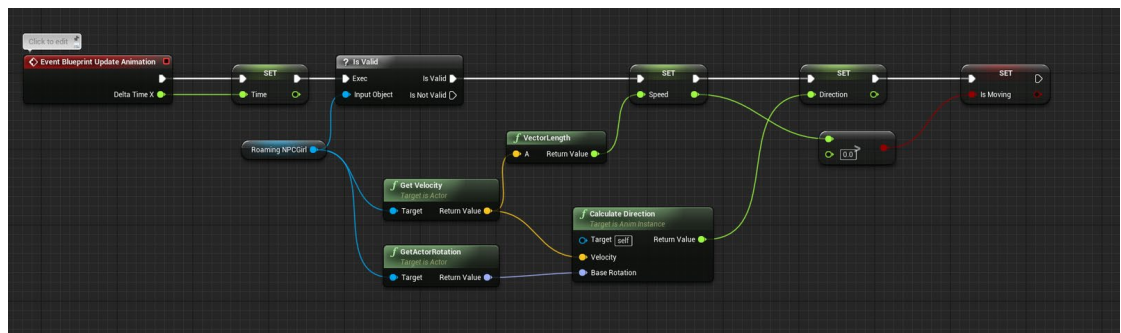 Click to edit
Event Blueprint Update Animation
Delta Time X
SET
Time
? Is Valid
Exec
Is Valid
Input Object
Is Not Valid
SET
Speed
SET
Direction
SET
Is Moving
0.0
>
Roaming NPCGirl
f VectorLength
A
Return Value
f Get Velocity
Target is Actor
Target
Return Value
f Calculate Direction
Target is Anim Instance
Target self
Return Value
Velocity
Base Rotation
f GetActorRotation
Target is Actor
Target
Return Value